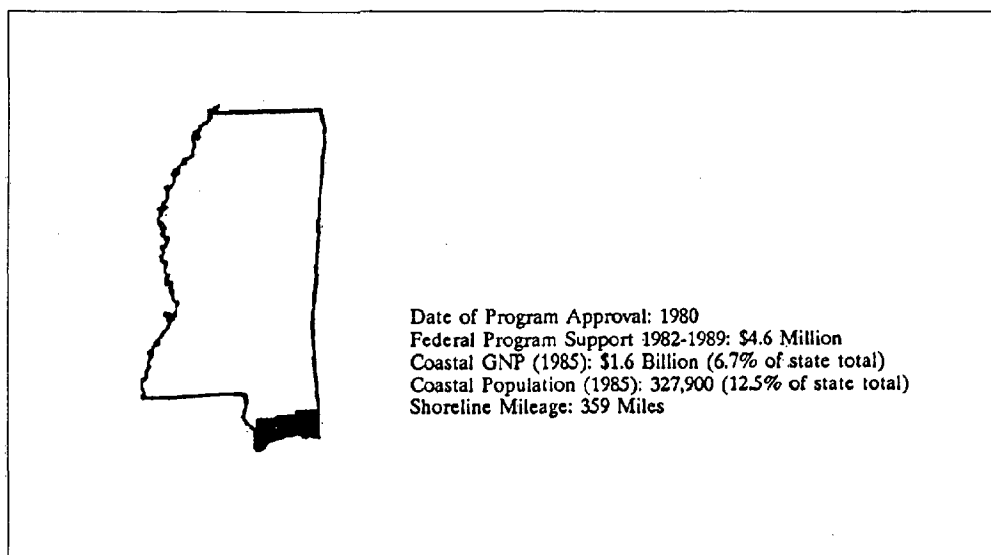 Date of Program Approval: 1980
Federal Program Support 1982-1989: $4.6 Million
Coastal GNP (1985): $1.6 Billion (6.7% of state total)
Coastal Population (1985): 327,900 (12.5% of state total)
Shoreline Mileage: 359 Miles